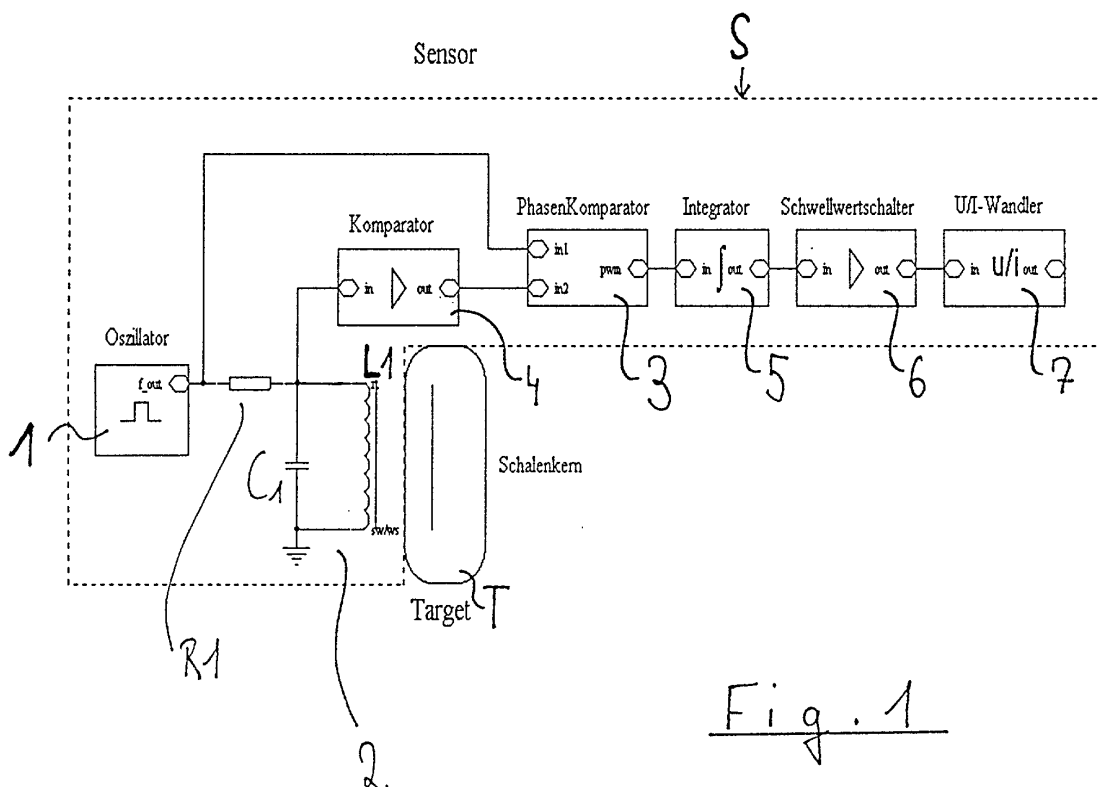 Sensor
S
PhasenKomparator
Integrator
Schwellwertschalter
U/I-Wandler
Komparator
in1
in2
pwm
in ∫ out
in out
in u/i out
in out
3
5
6
7
4
Oszillator
f_out
1
L1
C1
Schalenkern
sw/ws
Target
T
R1
2
Fig. 1